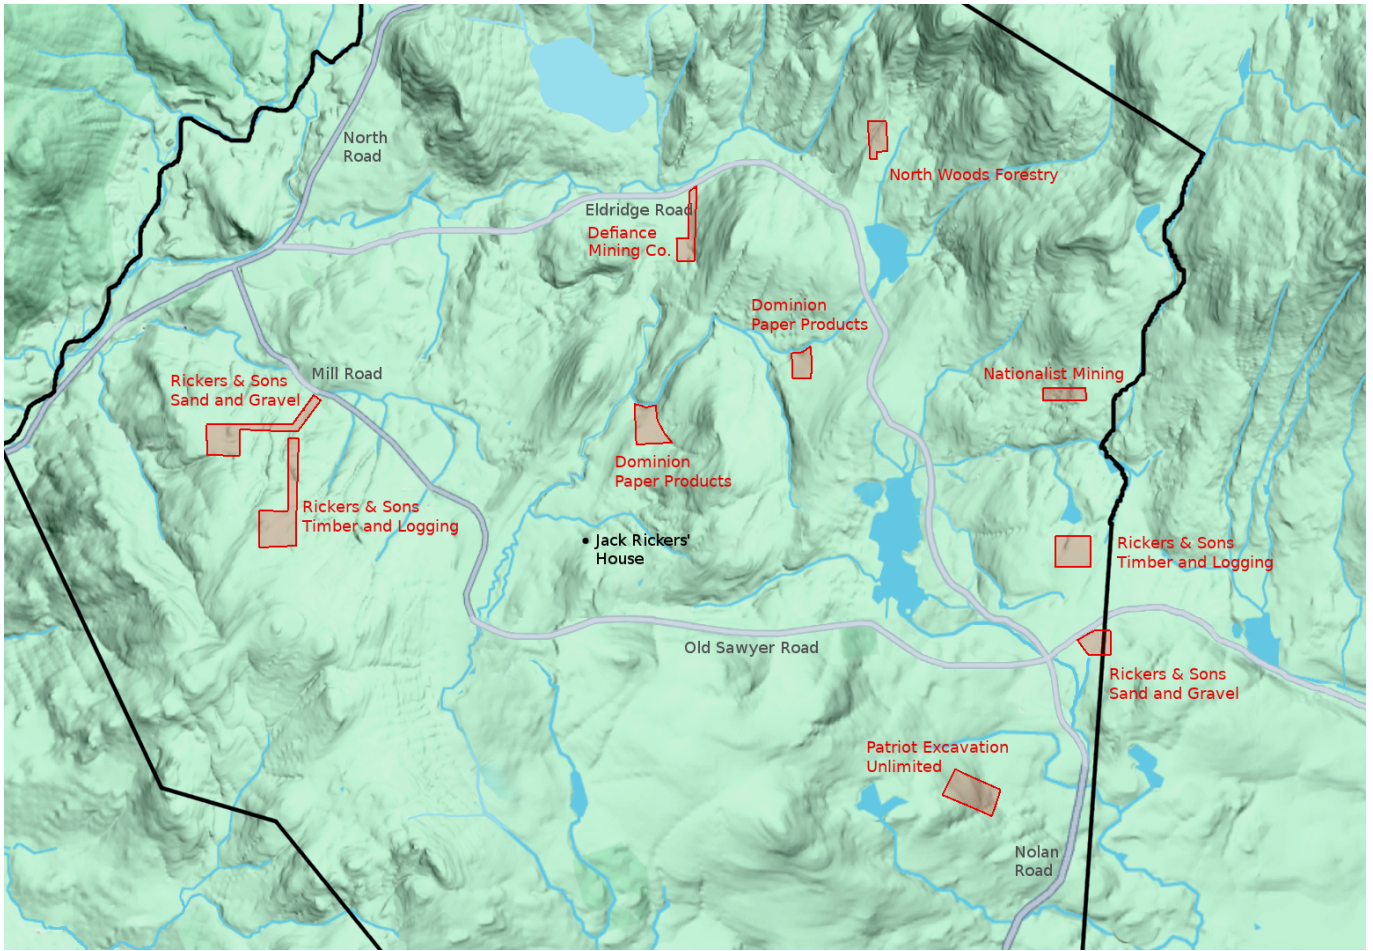 North
Road
North Woods Forestry
Eldridge Road
Defiance
Mining Co.
Dominion
Paper Products
Mill Road
Nationalist Mining
Rickers & Sons
Sand and Gravel
Dominion
Paper Products
Rickers & Sons
Timber and Logging
Jack Rickers'
House
Rickers & Sons
Timber and Logging
Old Sawyer Road
Rickers & Sons
Sand and Gravel
Patriot Excavation
Unlimited
Nolan
Road